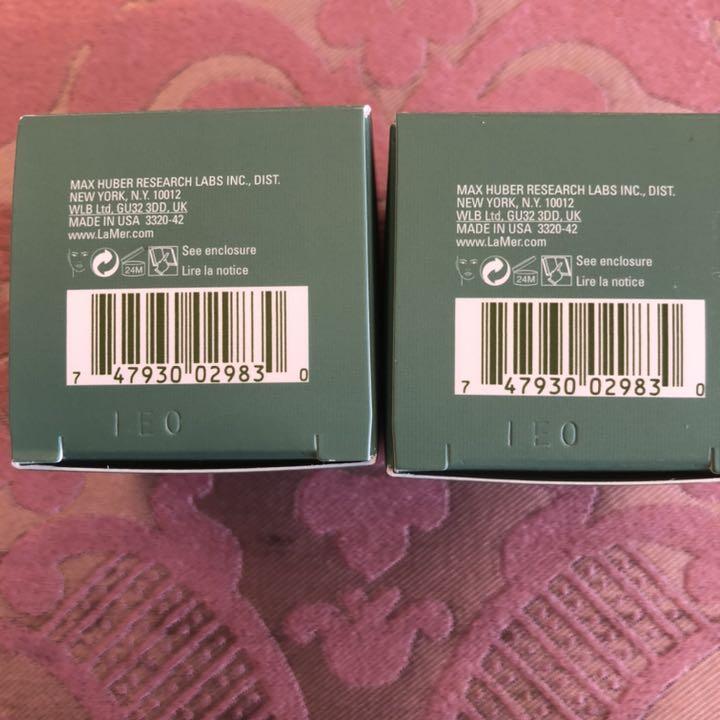 MAX HUBER RESEARCH LABS INC., DIST.
NEW YORK, N.Y. 10012
WLB Ltd, GU32 3DD, UK
MADE IN USA 3320-42
www.LaMer.com
24M
See enclosure
Lire la notice
7 47930 02983 0
IEO
MAX HUBER RESEARCH LABS INC., DIST.
NEW YORK, N.Y. 10012
WLB Ltd, GU32 3DD, UK
MADE IN USA 3320-42
www.LaMer.com
24M
See enclosure
Lire la notice
7 47930 02983 0
IEO